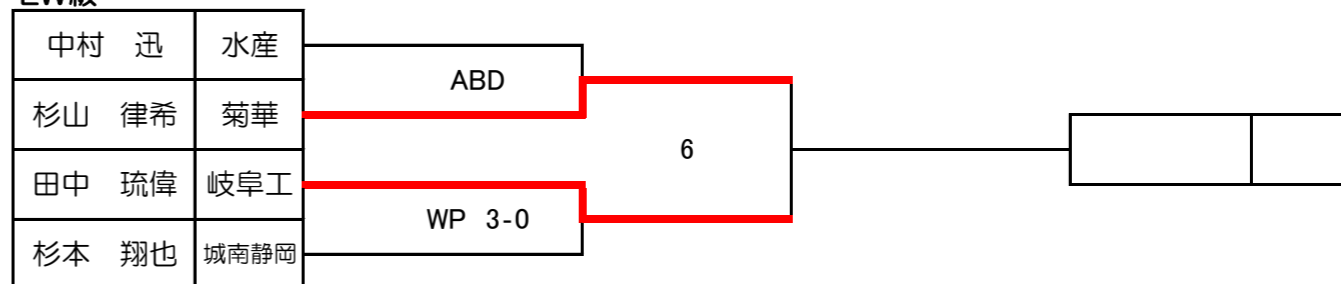 中村 迅 水産
ABD
杉山 律希 菊華
6
田中 琉偉 岐阜工
WP 3-0
杉本 翔也 城南静岡